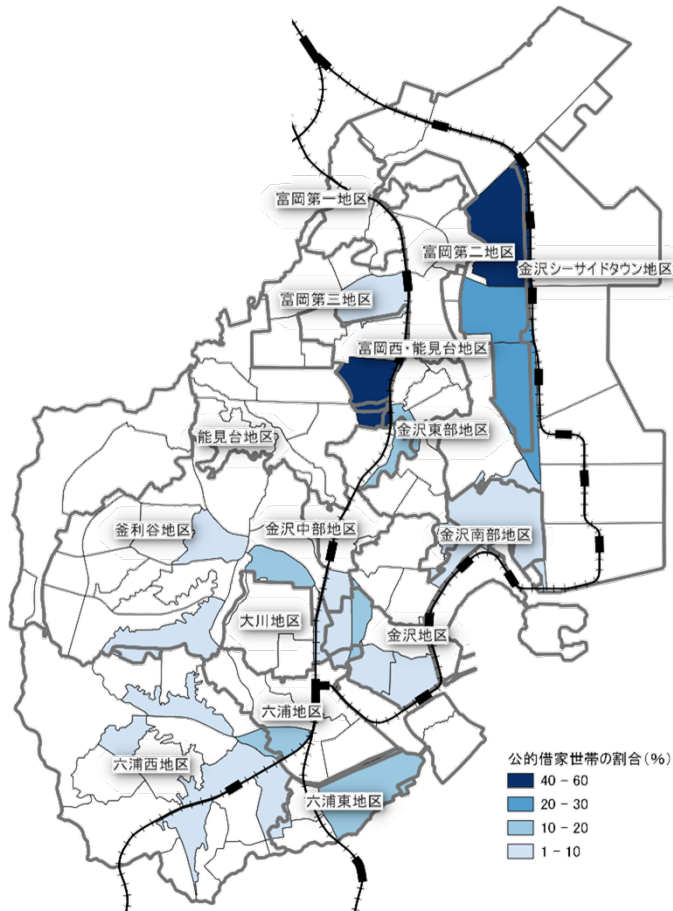 富岡第一地区
富岡第二地区
金沢シーサイドタウン地区
富岡第三地区
富岡西・能見台地区
能見台地区
金沢東部地区
釜利谷地区
金沢中部地区
金沢南部地区
大川地区
金沢地区
六浦地区
六浦西地区
六浦東地区
公的借家世帯の割合(%)
40 - 60
20 - 30
10 - 20
1 - 10